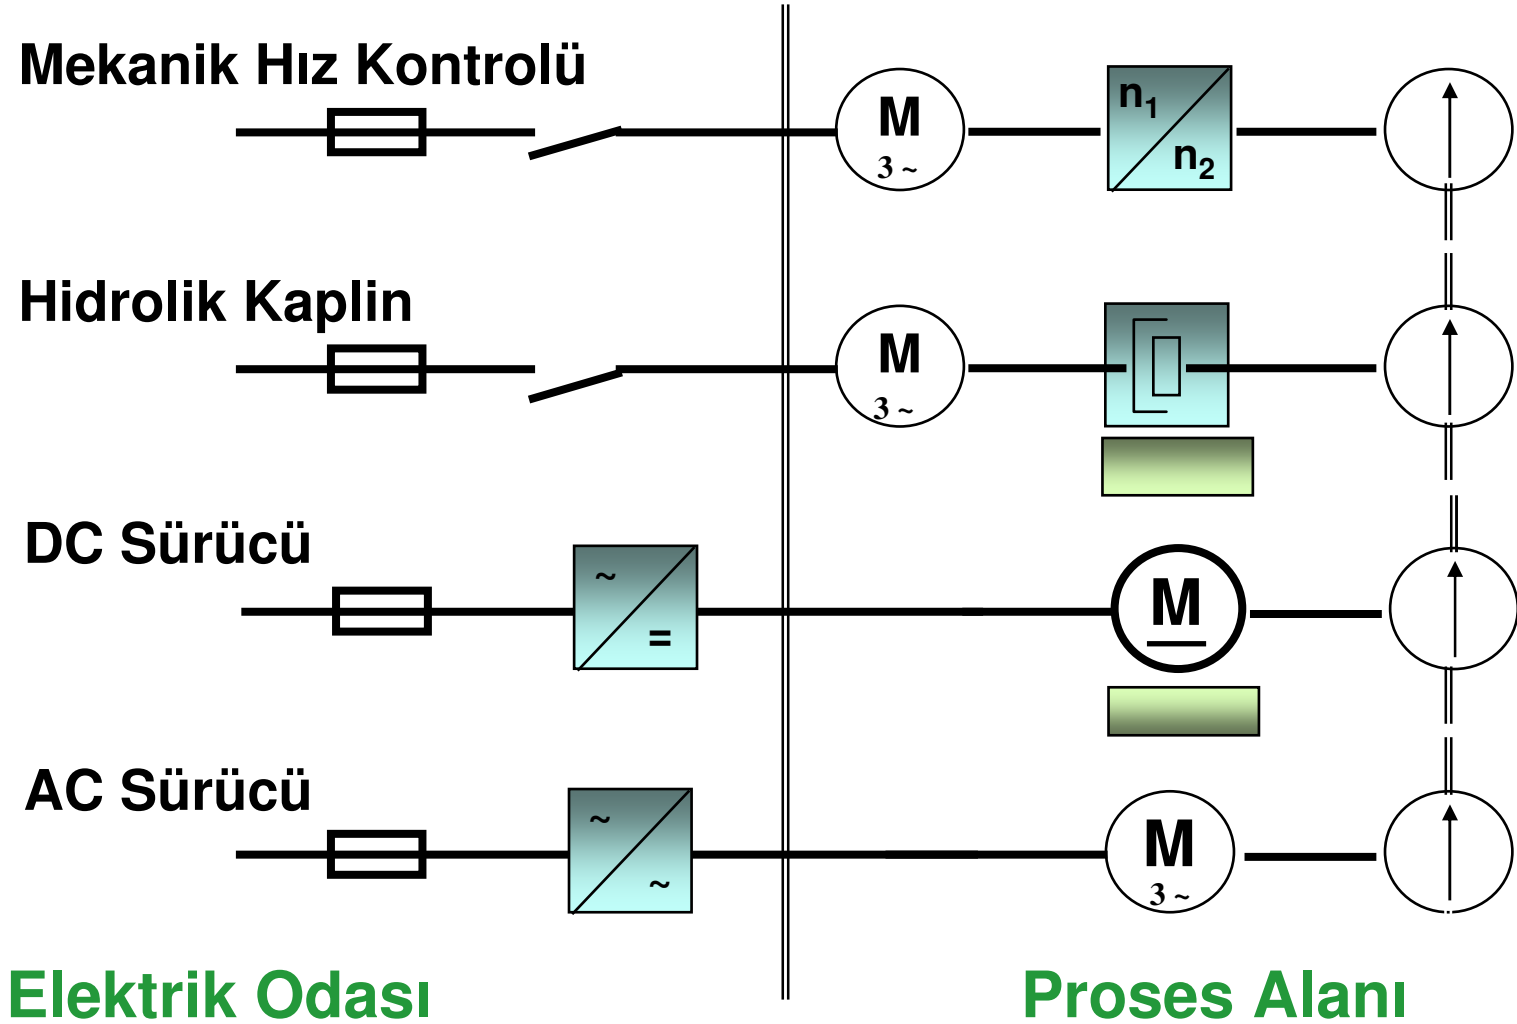 Mekanik Hız Kontrolü
M
3 ~
n1
n2
Hidrolik Kaplin
M
3 ~
DC Sürücü
~
=
M
AC Sürücü
~
~
M
3 ~
Elektrik Odası
Proses Alanı